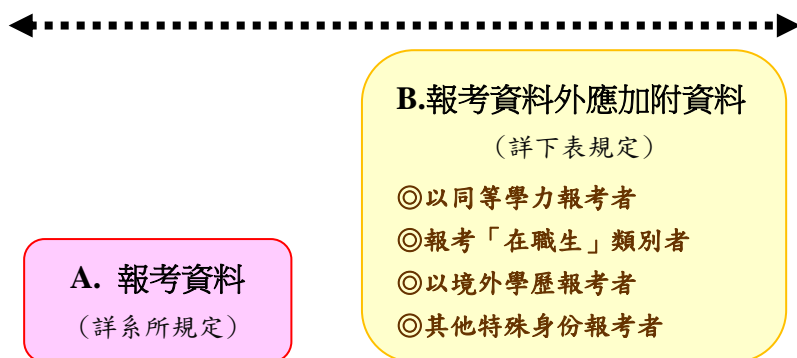 B.報考資料外應加附資料
（詳下表規定）
◎以同等學力報考者
◎報考「在職生」類別者
◎以境外學歷報考者
◎其他特殊身份報考者
A. 報考資料
（詳系所規定）